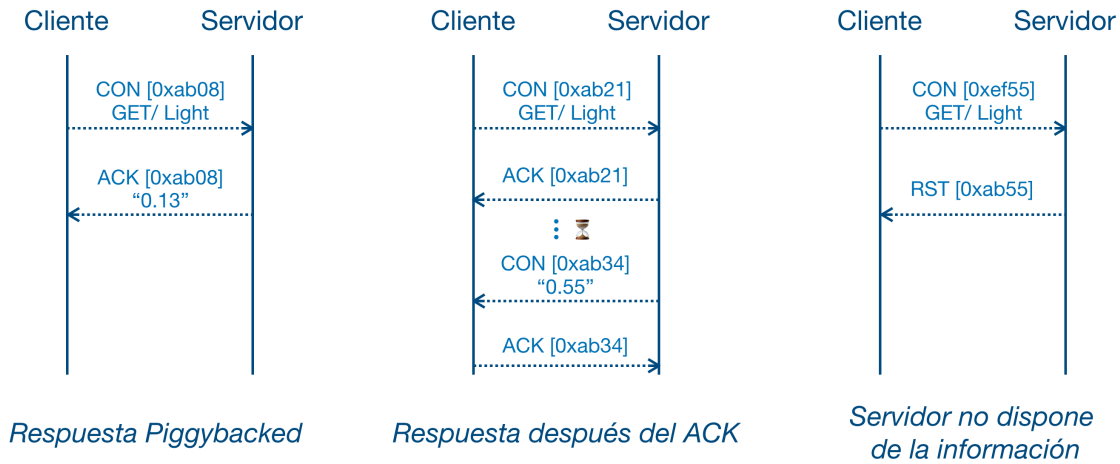 Cliente
Servidor
CON [0xab08]
GET/ Light
ACK [0xab08]
“0.13”
Respuesta Piggybacked
Cliente
Servidor
CON [0xab21]
GET/ Light
ACK [0xab21]
CON [0xab34]
“0.55”
ACK [0xab34]
Respuesta después del ACK
Cliente
Servidor
CON [0xef55]
GET/ Light
RST [0xab55]
Servidor no dispone
de la información